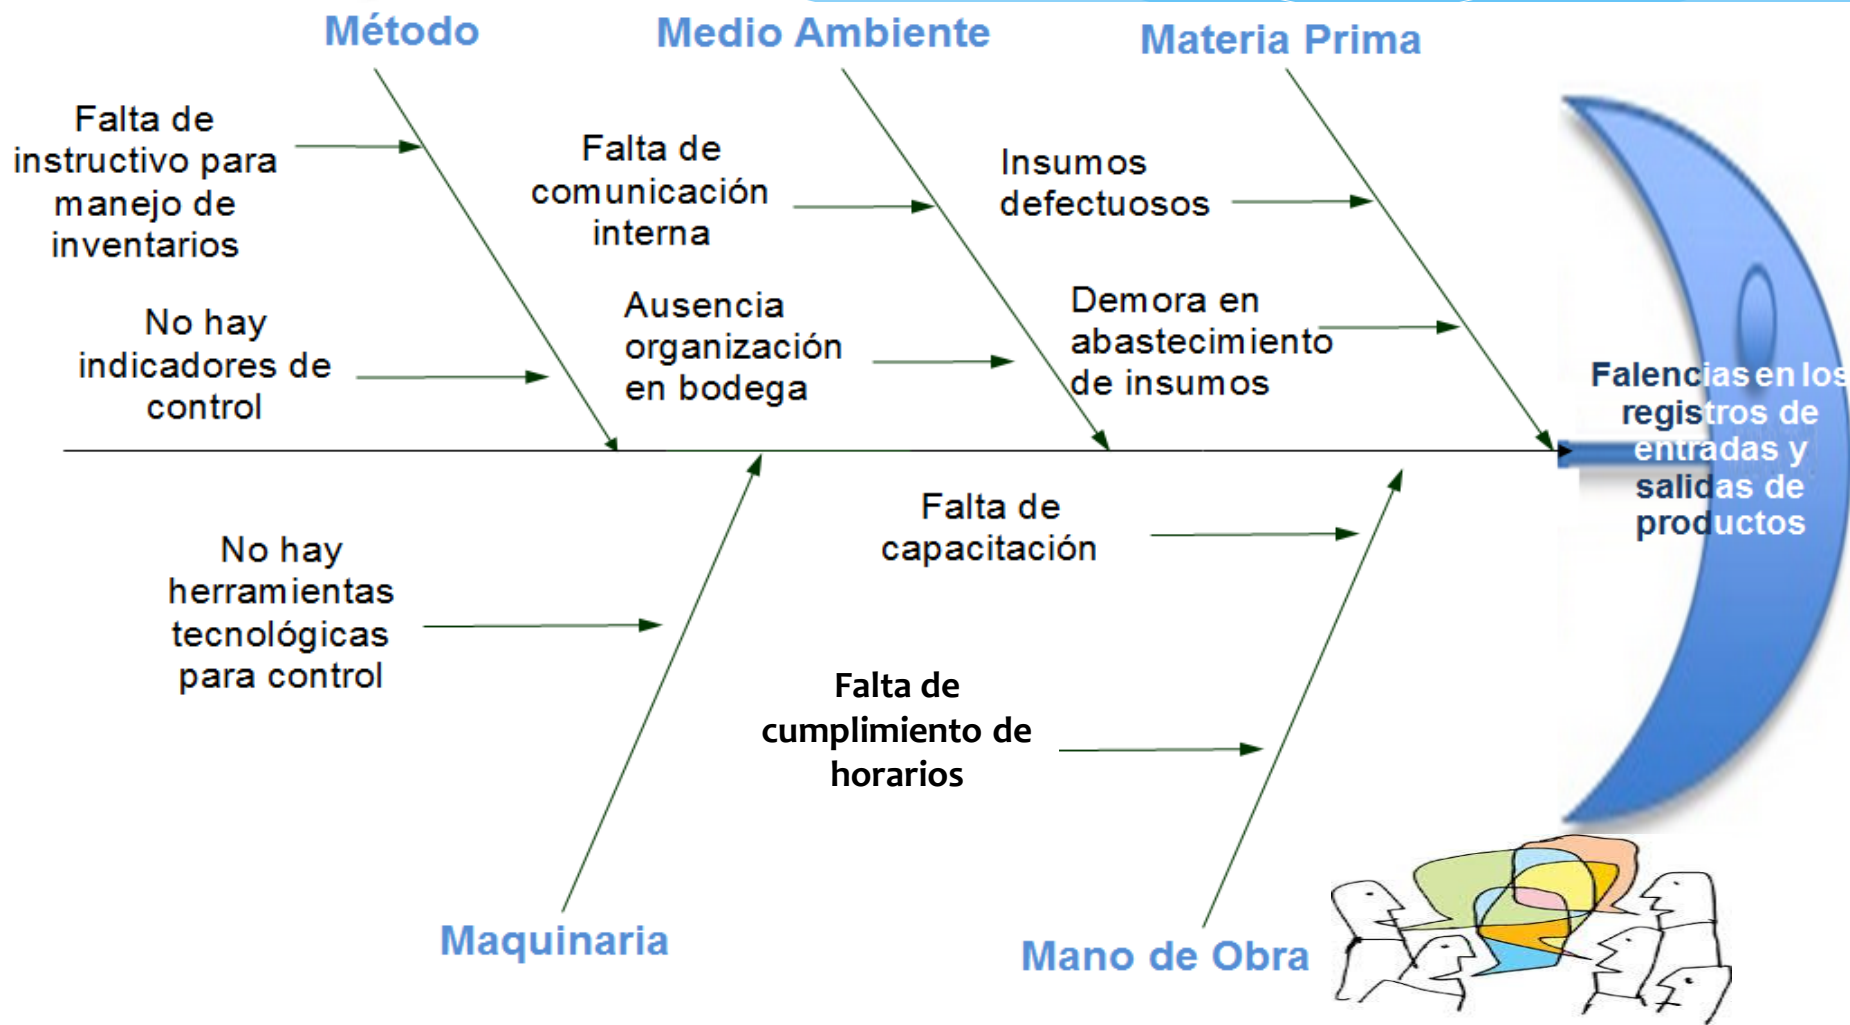 Método
Medio Ambiente
Materia Prima
Falta de
instructivo para
manejo de
inventarios
No hay
indicadores de
control
Falta de
comunicación
interna
Ausencia
organización
en bodega
Insumos
defectuosos
Demora en
abastecimiento
de insumos
Falencias en los
registros de
entradas y
salidas de
productos
No hay
herramientas
tecnológicas
para control
Falta de
capacitación
Falta de
cumplimiento de
horarios
Maquinaria
Mano de Obra